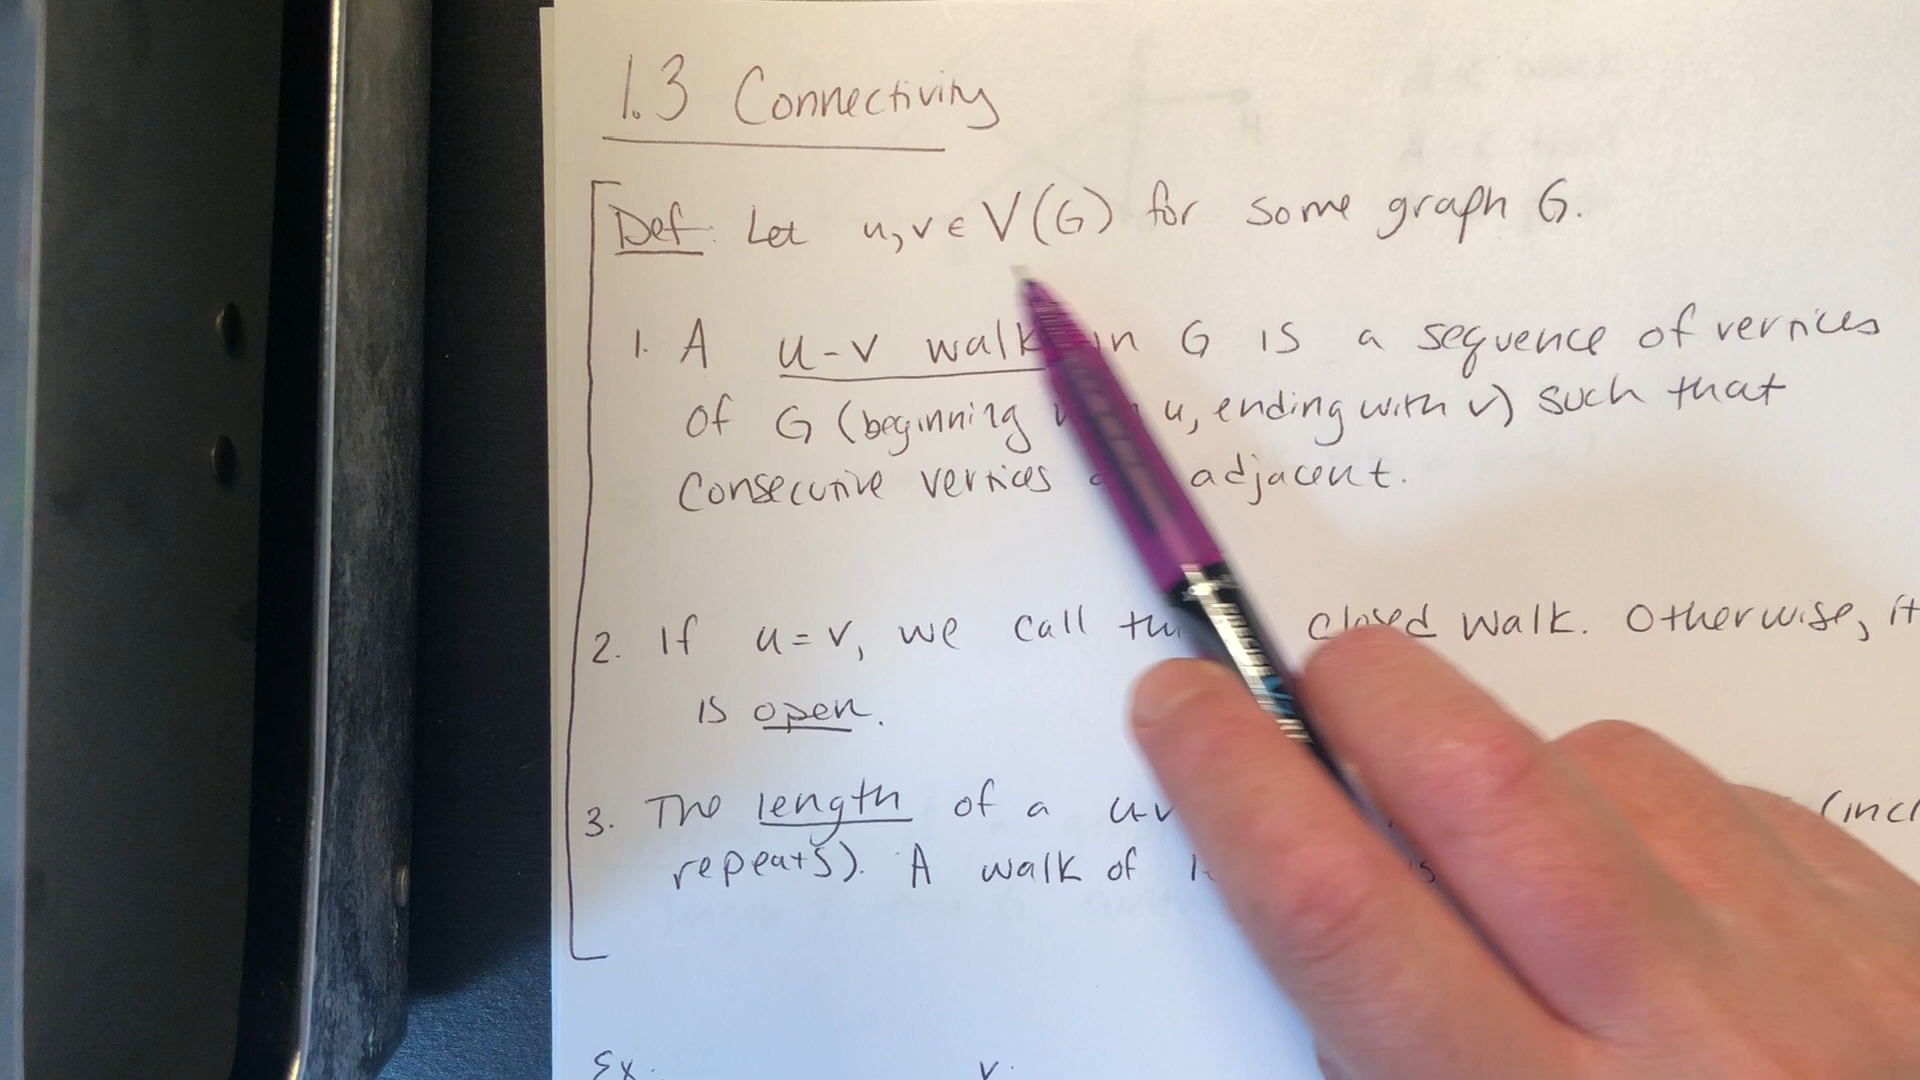 1.3 Connectivity
Def: Let u,v ∈ V(G) for some graph G.
1. A u-v walk in G is a sequence of vertices
of G (beginning u, ending with v) such that
Consecutive vertices adjacent.
2. If u=v, we call closed walk. Otherwise, it
is open.
3. The length of a u-v
repeats). A walk of
Ex. v.